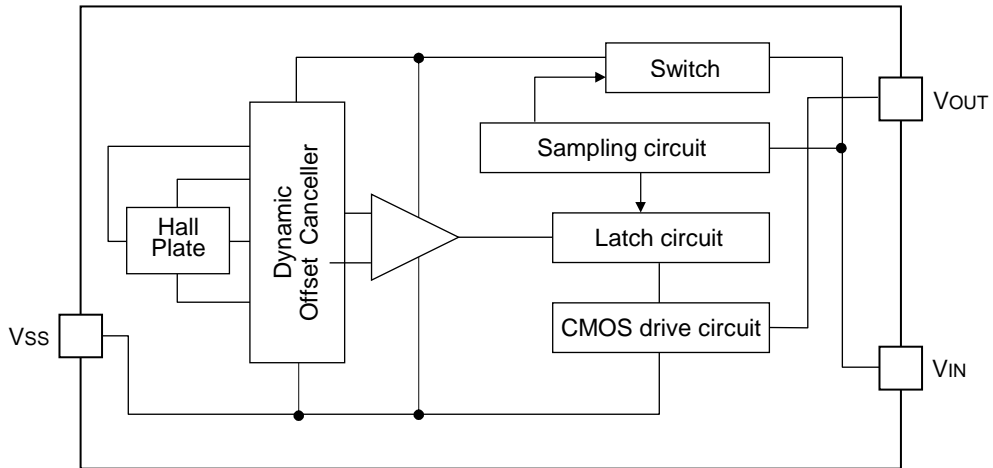 Switch
VOUT
Sampling circuit
Hall
Plate
Dynamic
Offset Canceller
Latch circuit
CMOS drive circuit
VSS
VIN